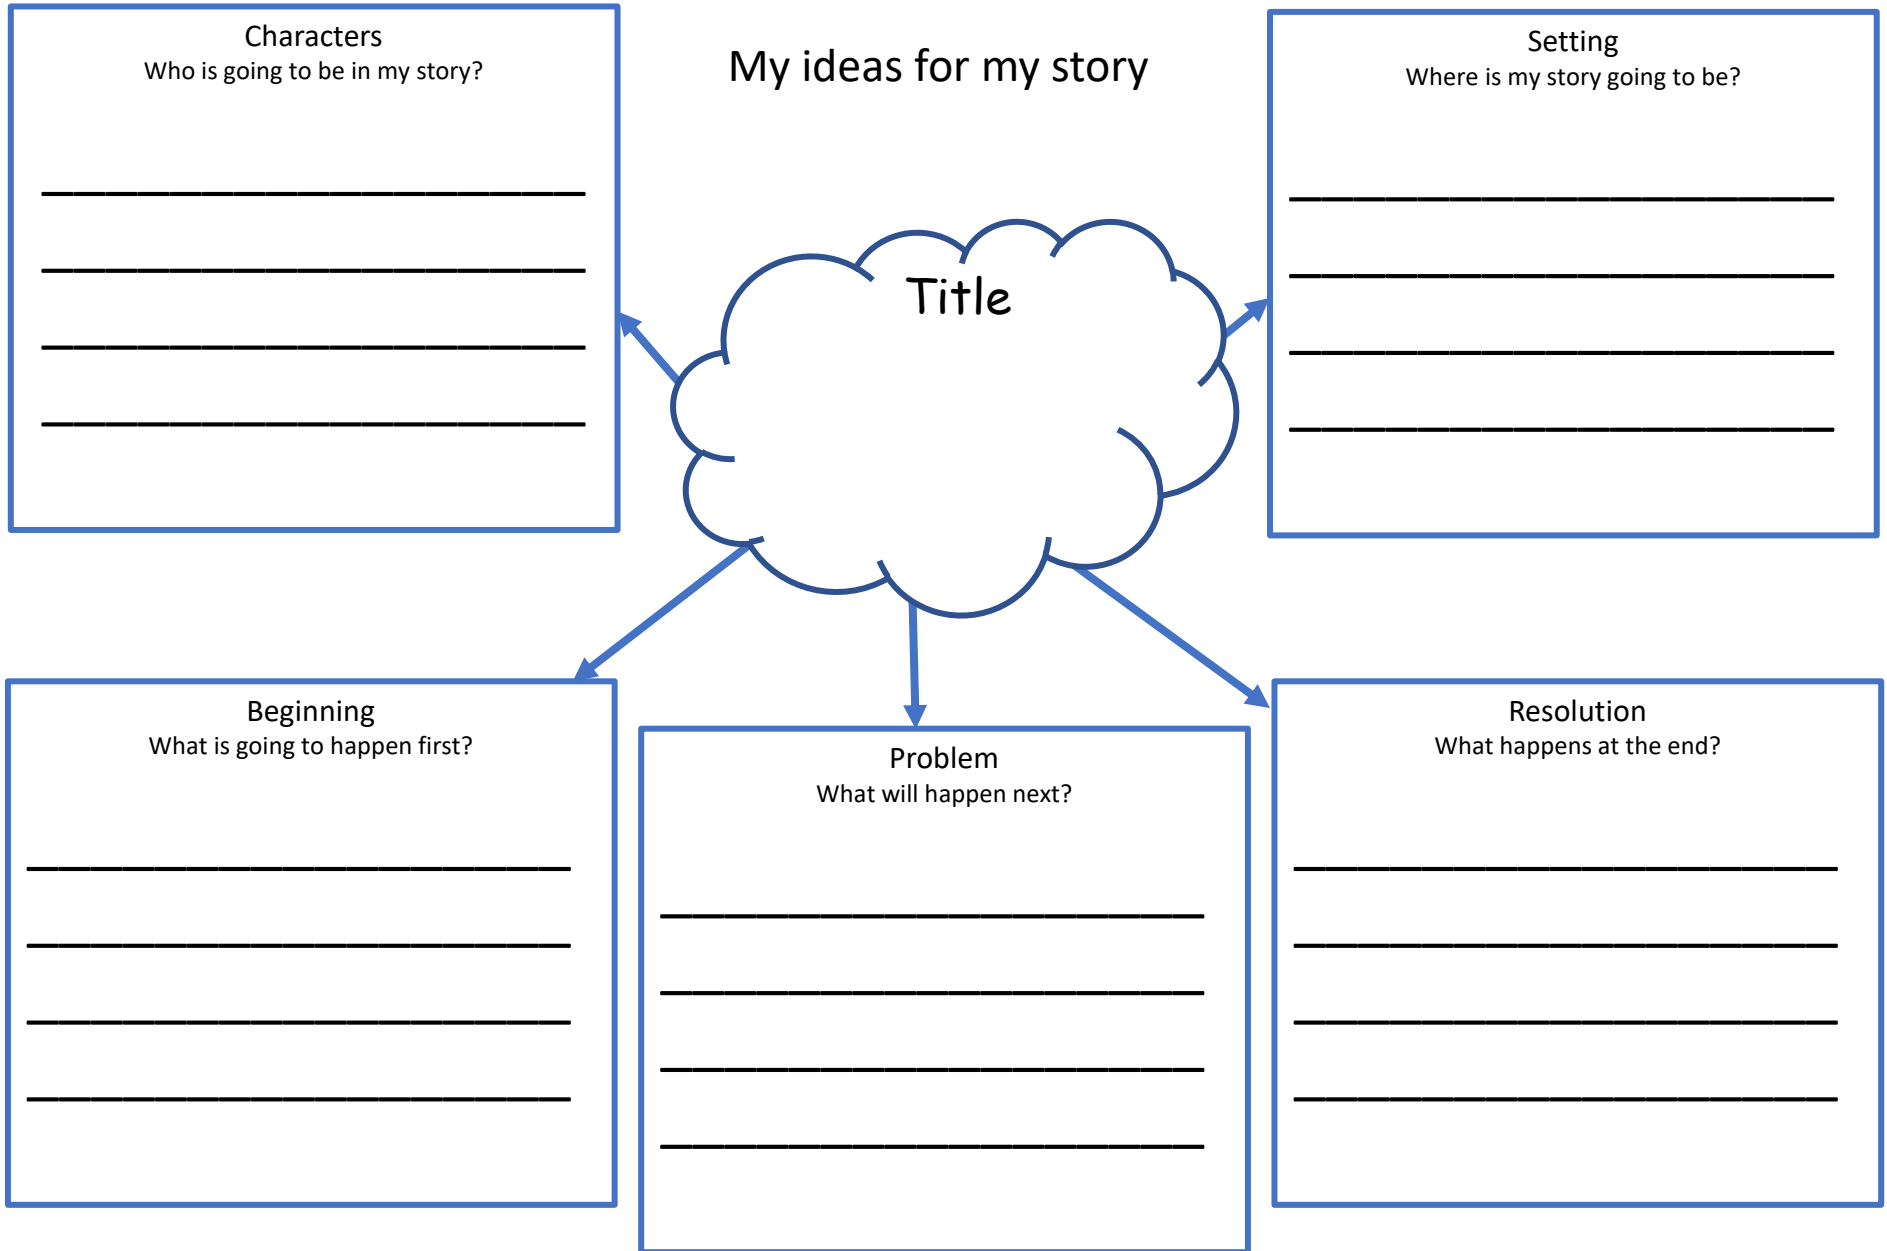 Characters
Who is going to be in my story?
My ideas for my story
Setting
Where is my story going to be?
Title
Beginning
What is going to happen first?
Problem
What will happen next?
Resolution
What happens at the end?